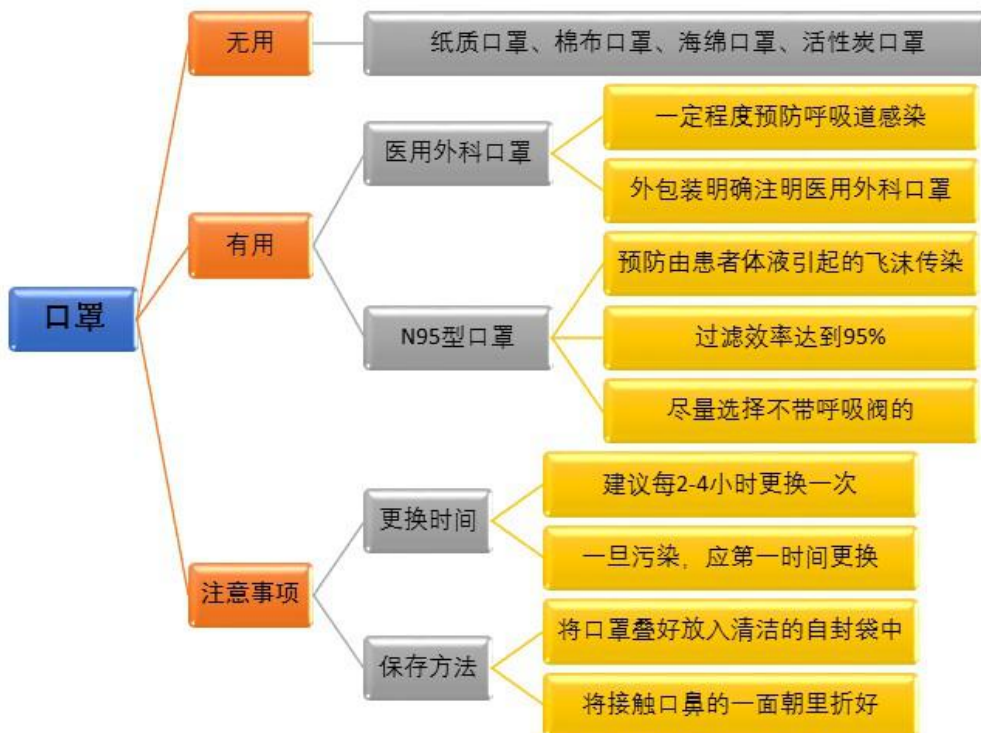 口罩
无用
纸质口罩、棉布口罩、海绵口罩、活性炭口罩
有用
医用外科口罩
一定程度预防呼吸道感染
外包装明确注明医用外科口罩
N95型口罩
预防由患者体液引起的飞沫传染
过滤效率达到95%
尽量选择不带呼吸阀的
注意事项
更换时间
建议每2-4小时更换一次
一旦污染，应第一时间更换
保存方法
将口罩叠好放入清洁的自封袋中
将接触口鼻的一面朝里折好